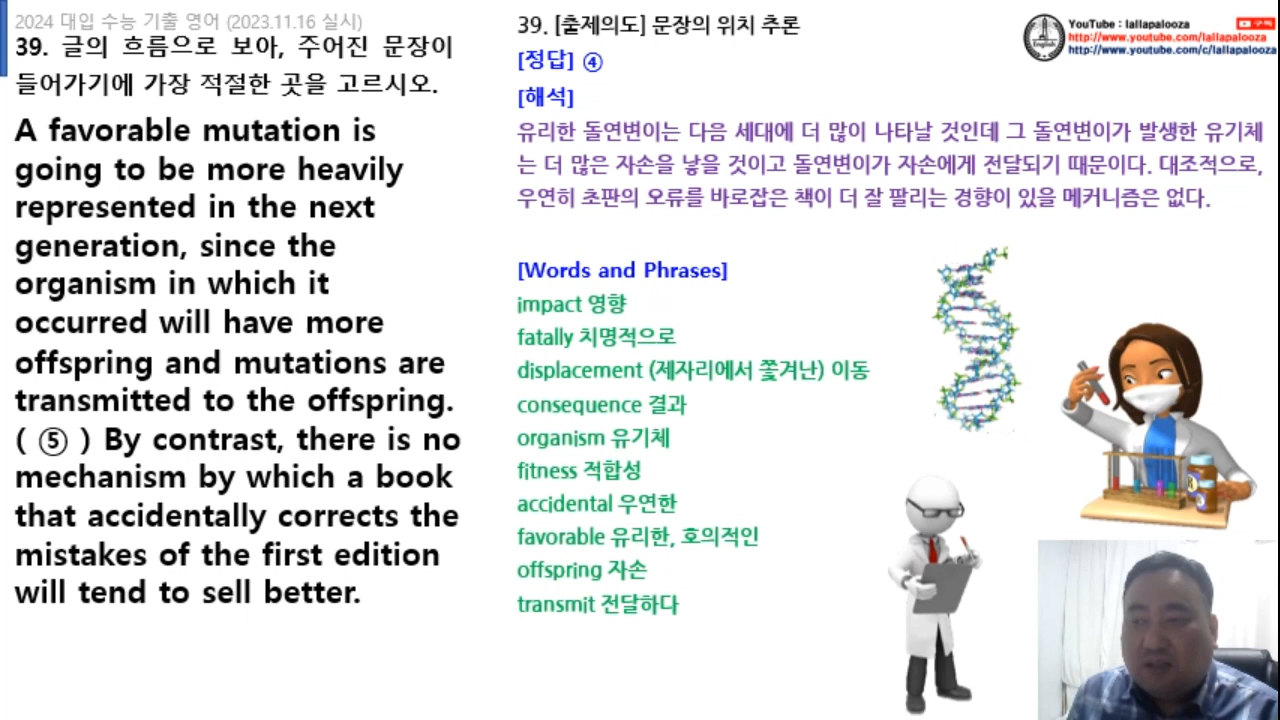 2024 대입 수능 기출 영어 (2023.11.16 실시)
39. 글의 흐름으로 보아, 주어진 문장이
들어가기에 가장 적절한 곳을 고르시오.
A favorable mutation is
going to be more heavily
represented in the next
generation, since the
organism in which it
occurred will have more
offspring and mutations are
transmitted to the offspring.
( ⑤ ) By contrast, there is no
mechanism by which a book
that accidentally corrects the
mistakes of the first edition
will tend to sell better.
39. [출제의도] 문장의 위치 추론
[정답] ④
[해석]
유리한 돌연변이는 다음 세대에 더 많이 나타날 것인데 그 돌연변이가 발생한 유기체
는 더 많은 자손을 낳을 것이고 돌연변이가 자손에게 전달되기 때문이다. 대조적으로,
우연히 초판의 오류를 바로잡은 책이 더 잘 팔리는 경향이 있을 메커니즘은 없다.
[Words and Phrases]
impact 영향
fatally 치명적으로
displacement (제자리에서 쫓겨난) 이동
consequence 결과
organism 유기체
fitness 적합성
accidental 우연한
favorable 유리한, 호의적인
offspring 자손
transmit 전달하다
YouTube : lallapalooza
구독
http://www.youtube.com/lallapalooza
http://www.youtube.com/c/lallapalooza
English